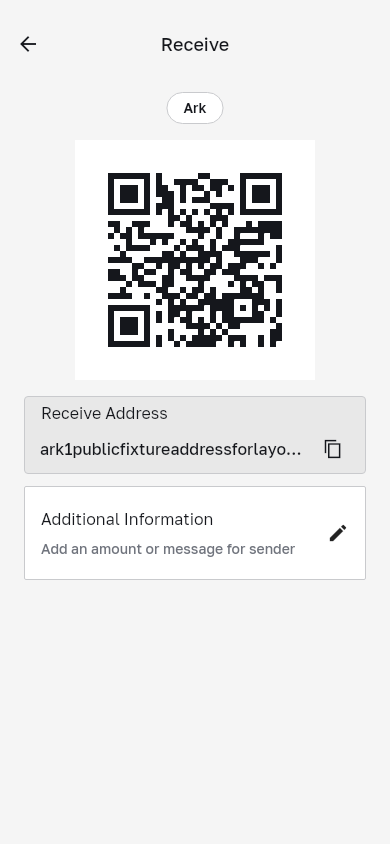 Receive
Ark
Receive Address
ark1publicfixtureaddressforlayo...
Additional Information
Add an amount or message for sender